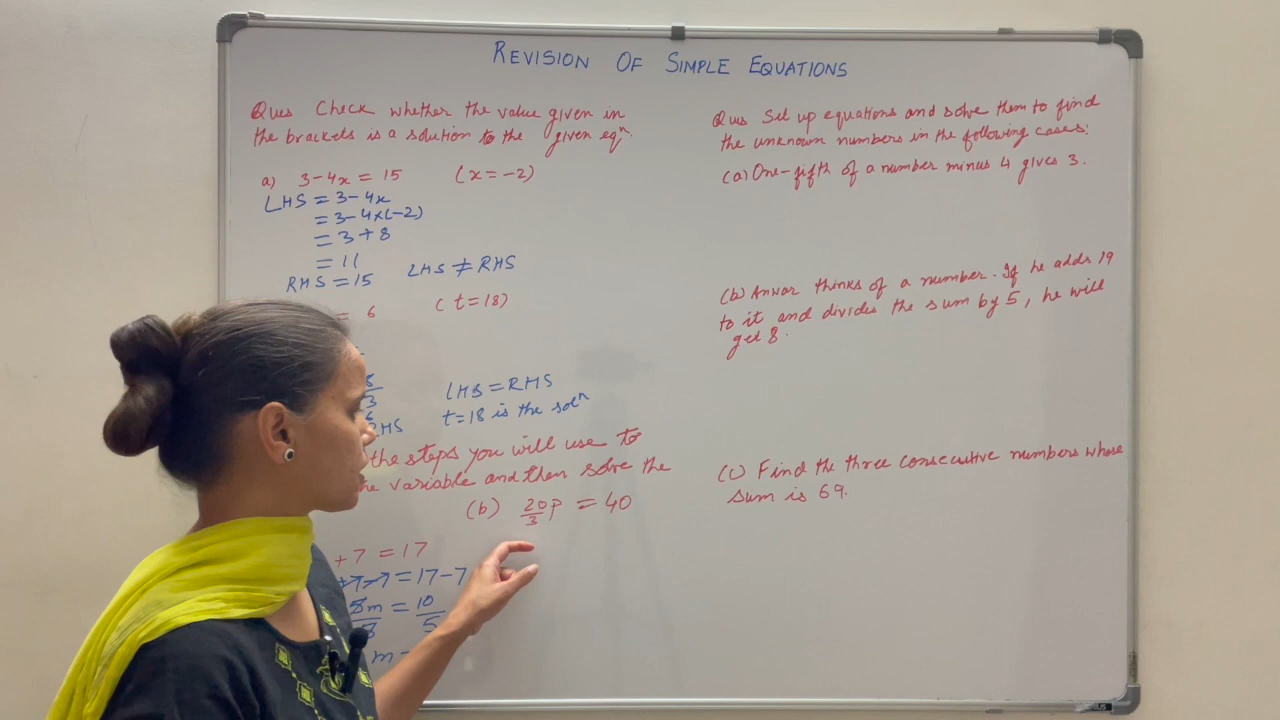 REVISION OF SIMPLE EQUATIONS
Ques Check whether the value given in
the brackets is a solution to the given eqⁿ.
a) 3-4x = 15 (x=-2)
LHS = 3-4x
= 3-4x(-2)
= 3+8
= 11
RHS = 15 LHS ≠ RHS
= 6 (t=18)
LHS = RHS
t=18 is the solⁿ
the steps you will use to
variable and then solve the
(b) 20/3 p = 40
+7 = 17
+7-7 = 17-7
5m/5 = 10/5
m =
Ques Set up equations and solve them to find
the unknown numbers in the following cases:
(a) One-fifth of a number minus 4 gives 3.
(b) Anwar thinks of a number. If he adds 19
to it and divides the sum by 5, he will
get 8.
(c) Find the three consecutive numbers whose
sum is 69.